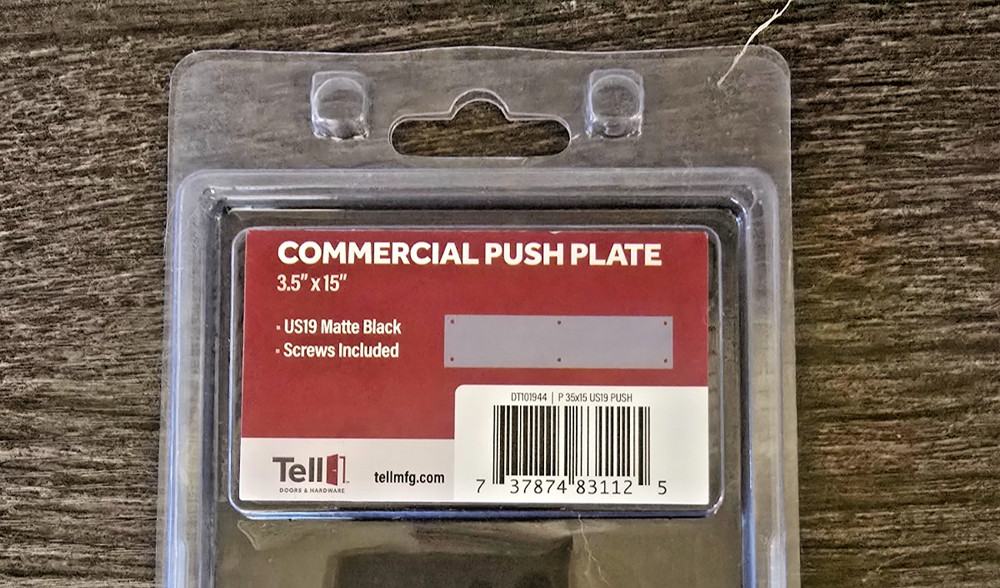 COMMERCIAL PUSH PLATE
3.5" x 15"
· US19 Matte Black
· Screws Included
DT101944 | P 35x15 US19 PUSH
7 37874 83112 5
Tell
DOORS & HARDWARE
tellmfg.com